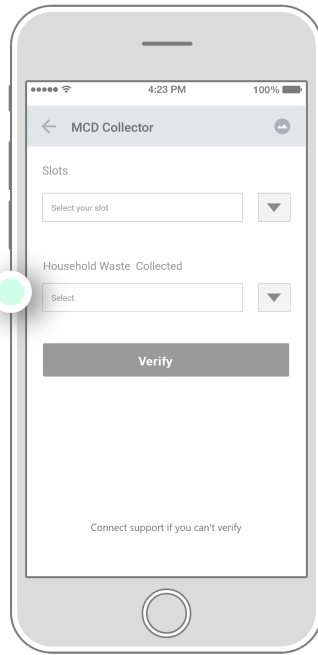 4:23 PM 100%
MCD Collector
Slots
Select your slot
Household Waste Collected
Select
Verify
Connect support if you can't verify